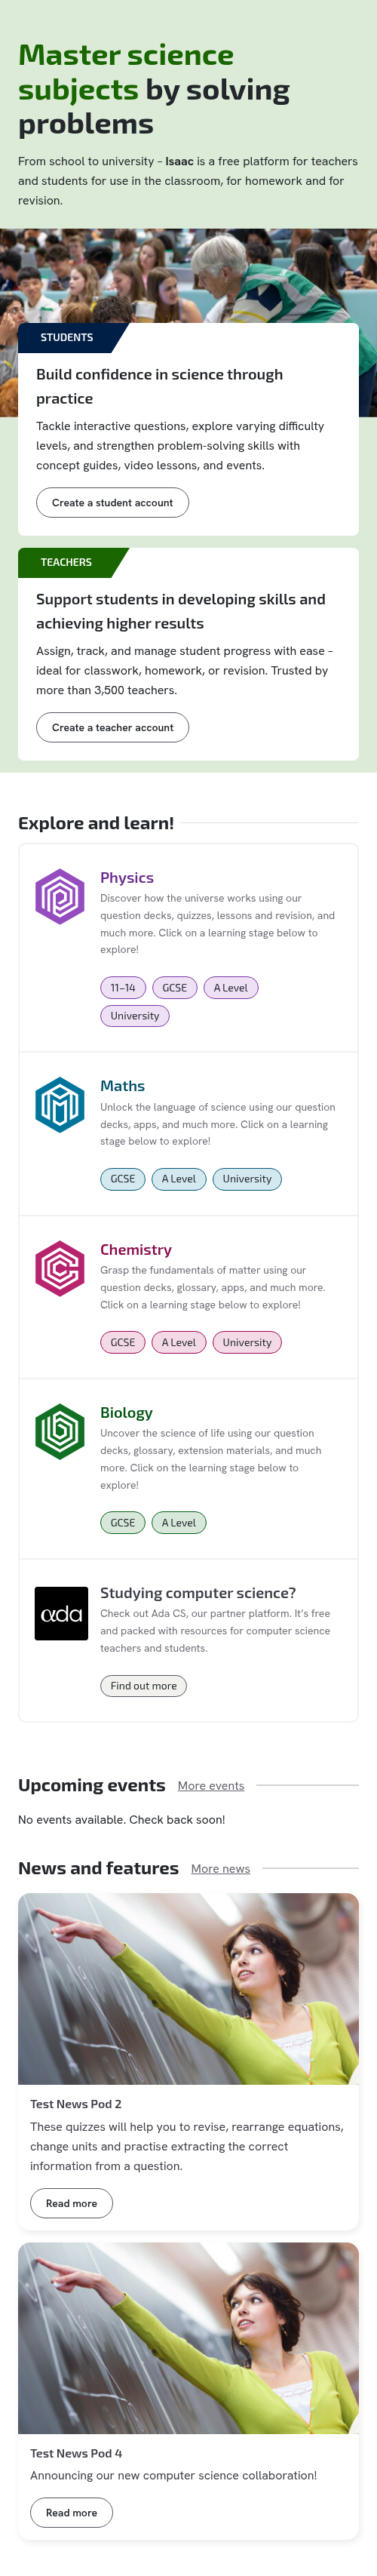 Master science
subjects by solving
problems
From school to university – Isaac is a free platform for teachers
and students for use in the classroom, for homework and for
revision.
STUDENTS
Build confidence in science through
practice
Tackle interactive questions, explore varying difficulty
levels, and strengthen problem-solving skills with
concept guides, video lessons, and events.
Create a student account
TEACHERS
Support students in developing skills and
achieving higher results
Assign, track, and manage student progress with ease –
ideal for classwork, homework, or revision. Trusted by
more than 3,500 teachers.
Create a teacher account
Explore and learn!
Physics
Discover how the universe works using our
question decks, quizzes, lessons and revision, and
much more. Click on a learning stage below to
explore!
11–14 GCSE A Level
University
Maths
Unlock the language of science using our question
decks, apps, and much more. Click on a learning
stage below to explore!
GCSE A Level University
Chemistry
Grasp the fundamentals of matter using our
question decks, glossary, apps, and much more.
Click on a learning stage below to explore!
GCSE A Level University
Biology
Uncover the science of life using our question
decks, glossary, extension materials, and much
more. Click on the learning stage below to
explore!
GCSE A Level
αda
Studying computer science?
Check out Ada CS, our partner platform. It's free
and packed with resources for computer science
teachers and students.
Find out more
Upcoming events More events
No events available. Check back soon!
News and features More news
Test News Pod 2
These quizzes will help you to revise, rearrange equations,
change units and practise extracting the correct
information from a question.
Read more
Test News Pod 4
Announcing our new computer science collaboration!
Read more